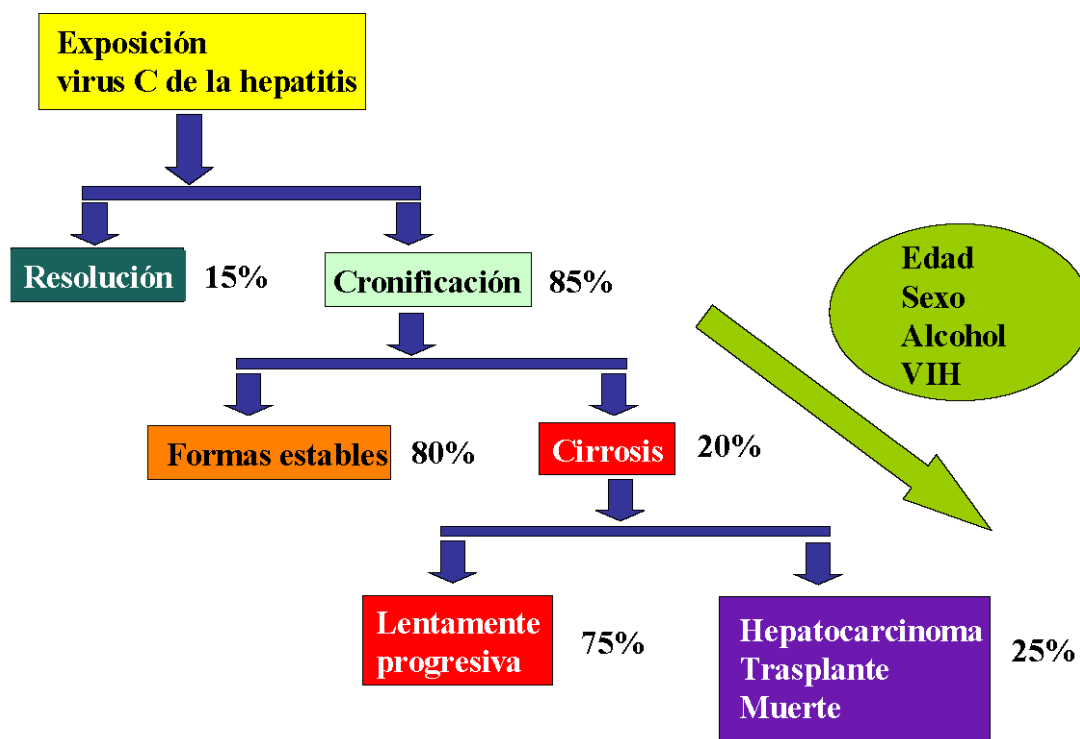 Exposición
virus C de la hepatitis
Resolución 15%
Cronificación 85%
Edad
Sexo
Alcohol
VIH
Formas estables 80%
Cirrosis 20%
Lentamente
progresiva
75%
Hepatocarcinoma
Trasplante
Muerte
25%